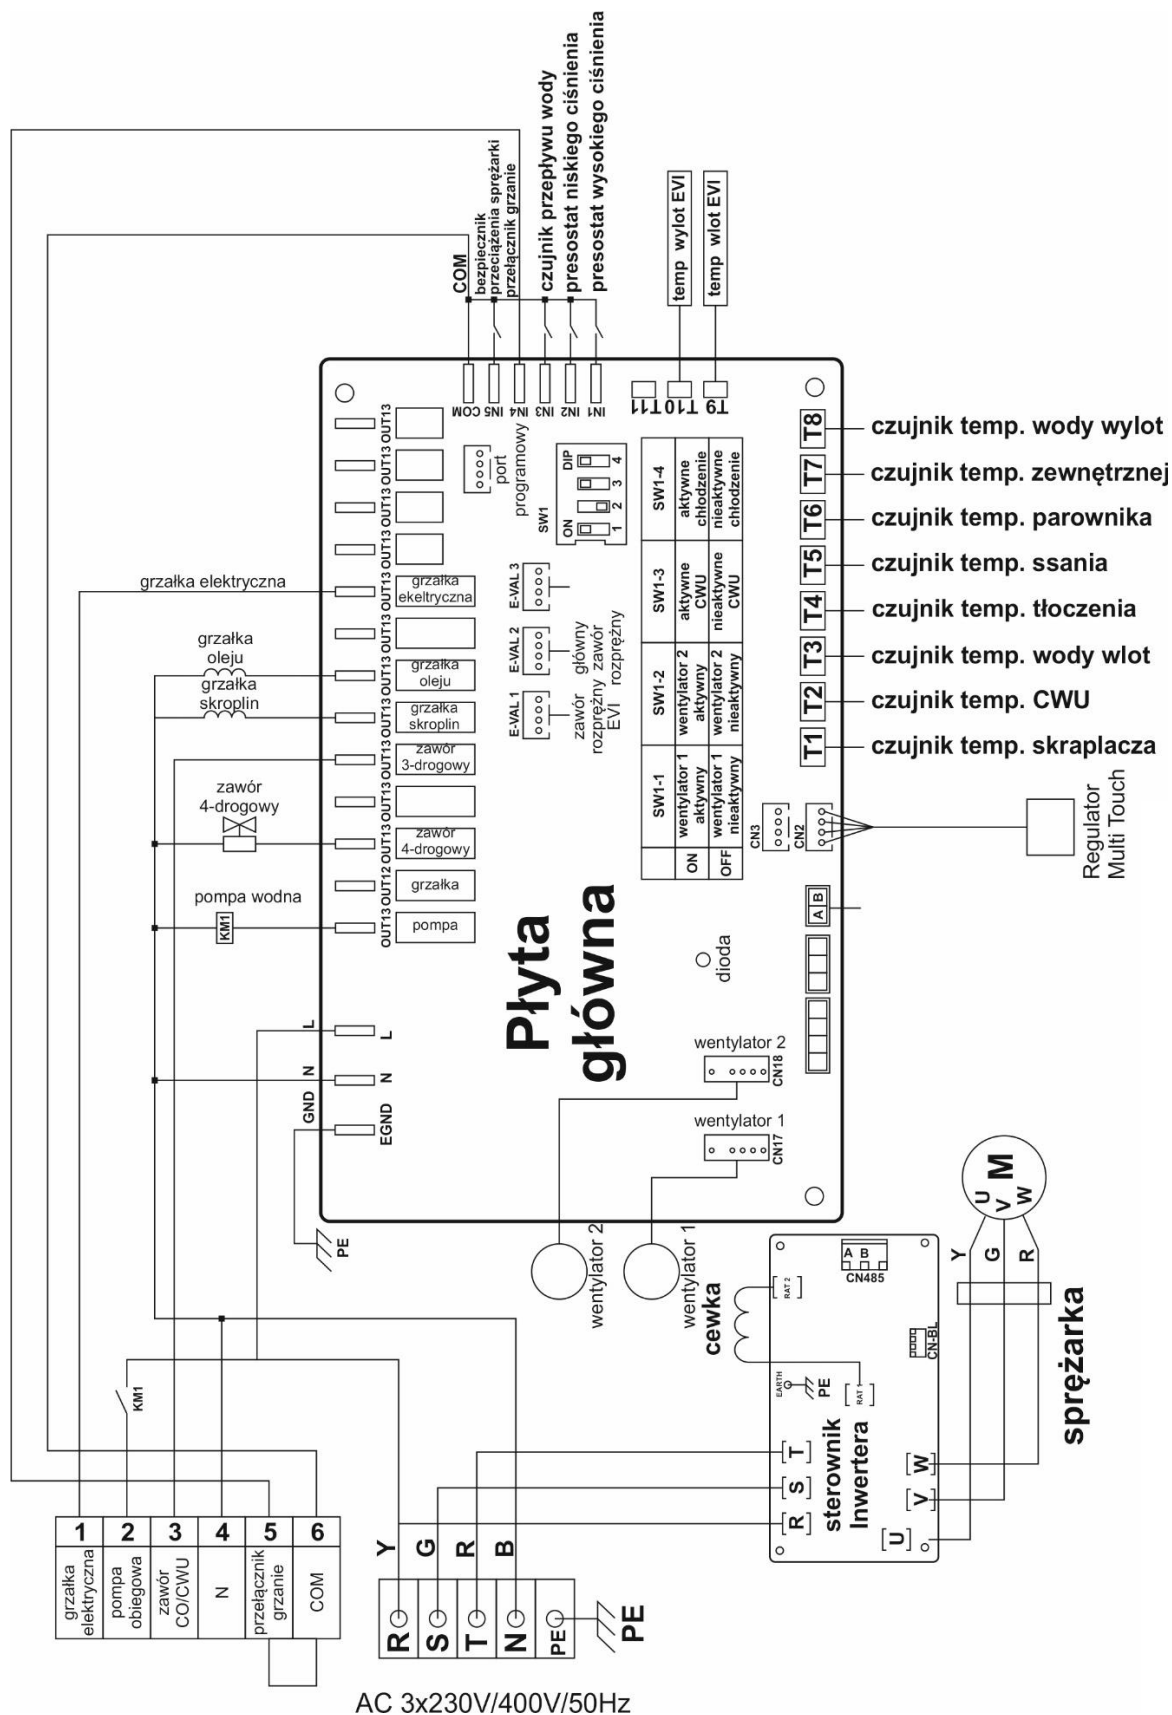 COM
bezpiecznik
przeciążenia sprężarki
przełącznik grzanie
czujnik przepływu wody
presostat niskiego ciśnienia
presostat wysokiego ciśnienia
temp wylot EVI
temp wlot EVI
COM
IN5
IN4
IN3
IN2
IN1
T11
T10
T9
OUT13
OUT13
OUT13
OUT13
OUT13
OUT13
OUT13
OUT13
OUT13
OUT13
OUT13
OUT12
OUT13
port
programowy
SW1
ON
DIP
1
2
3
4
grzałka elektryczna
grzałka
ekeltryczna
grzałka
oleju
grzałka
oleju
grzałka
skroplin
grzałka
skroplin
zawór
3-drogowy
zawór
4-drogowy
zawór
4-drogowy
grzałka
pompa wodna
KM1
pompa
E-VAL 3
E-VAL 2
E-VAL 1
główny
zawór
rozprężny
zawór
rozprężny
EVI
SW1-1
SW1-2
SW1-3
SW1-4
ON
wentylator 1
aktywny
wentylator 2
aktywny
aktywne
CWU
aktywne
chłodzenie
OFF
wentylator 1
nieaktywny
wentylator 2
nieaktywny
nieaktywne
CWU
nieaktywne
chłodzenie
T8
czujnik temp. wody wylot
T7
czujnik temp. zewnętrznej
T6
czujnik temp. parownika
T5
czujnik temp. ssania
T4
czujnik temp. tłoczenia
T3
czujnik temp. wody wlot
T2
czujnik temp. CWU
T1
czujnik temp. skraplacza
CN3
CN2
Regulator
Multi Touch
A B
Płyta
główna
dioda
L
L
N
N
GND
EGND
PE
wentylator 2
CN18
wentylator 1
CN17
wentylator 2
wentylator 1
cewka
RAT 2
A B
CN485
CN-BL
EARTH
PE
RAT 1
sterownik
Inwertera
T
S
R
W
V
U
M
U
V
W
Y
G
R
sprężarka
KM1
1
2
3
4
5
6
grzałka
elektryczna
pompa
obiegowa
zawór
CO/CWU
N
przełącznik
grzanie
COM
Y
G
R
B
R
S
T
N
PE
PE
AC 3x230V/400V/50Hz